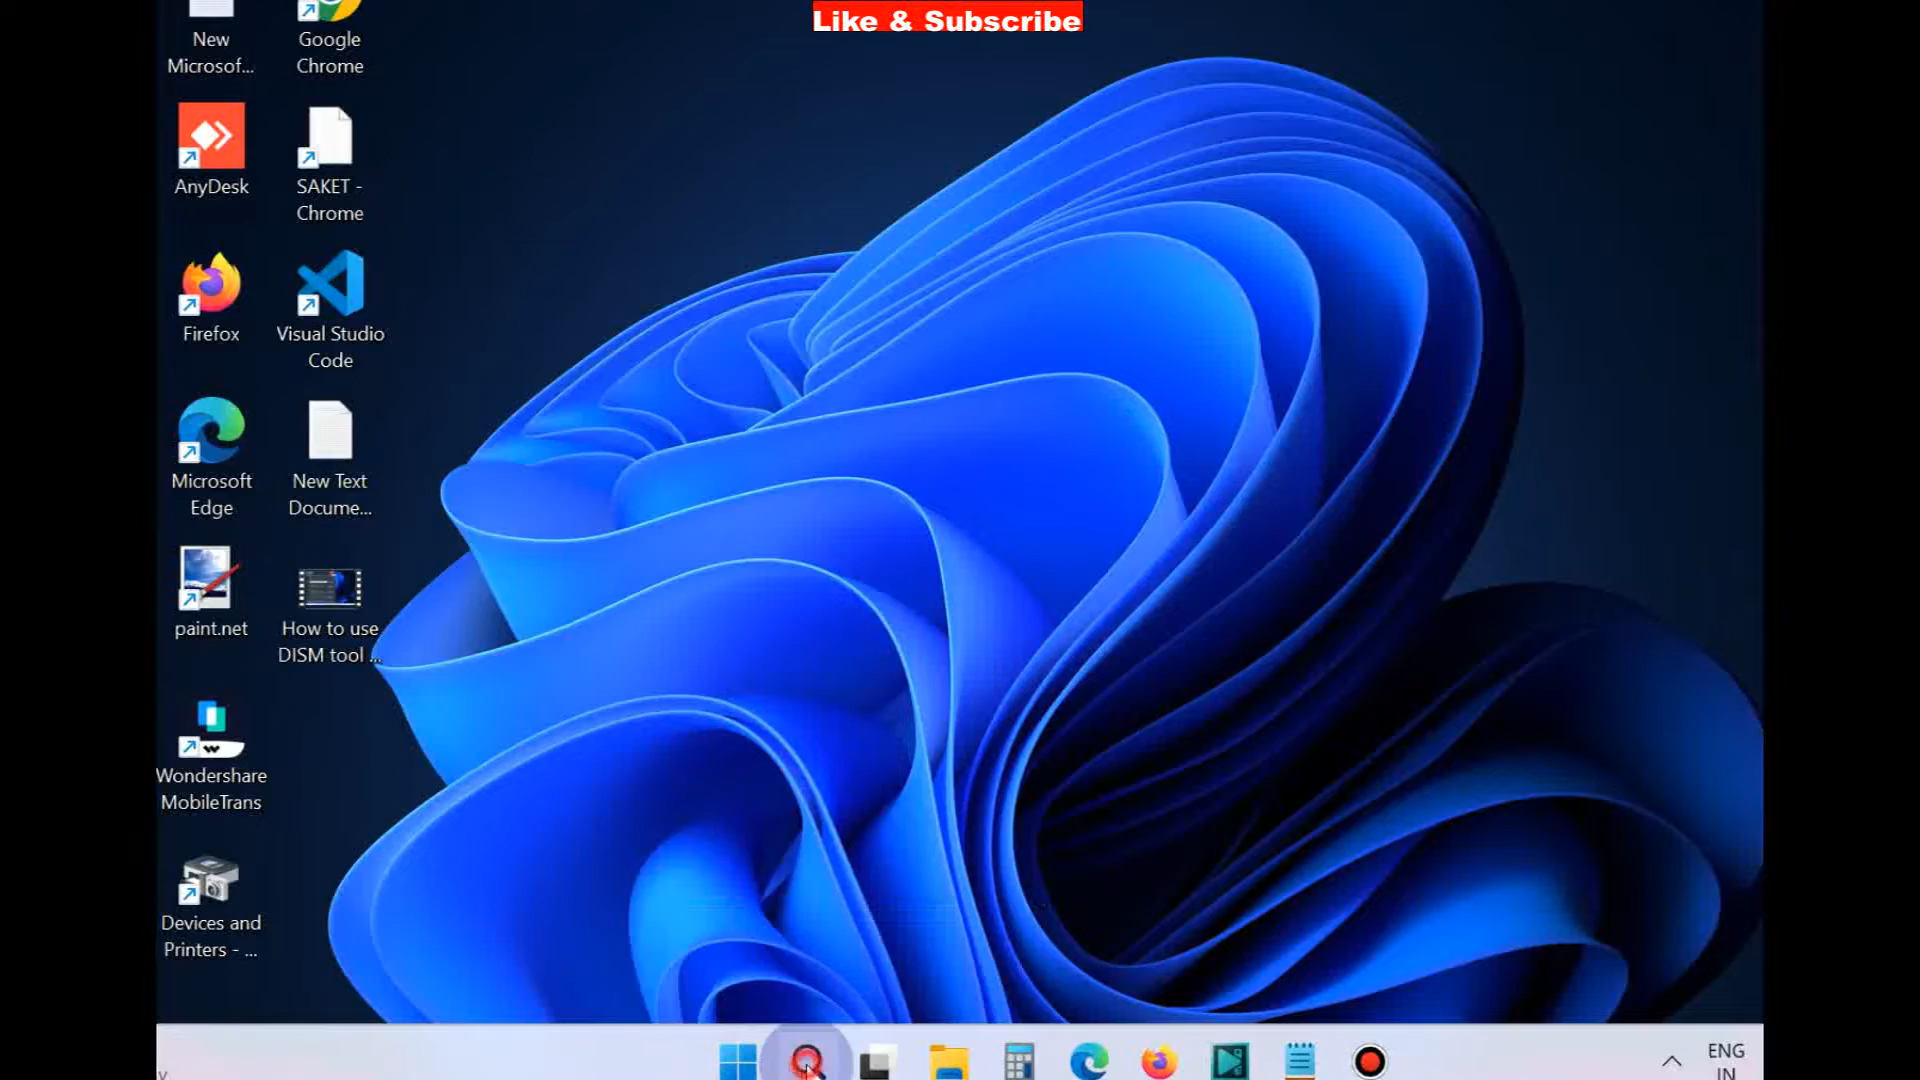 Like & Subscribe
New
Microsof...
Google
Chrome
AnyDesk
SAKET -
Chrome
Firefox
Visual Studio
Code
Microsoft
Edge
New Text
Docume...
paint.net
How to use
DISM tool ...
Wondershare
MobileTrans
Devices and
Printers - ...
ENG
IN